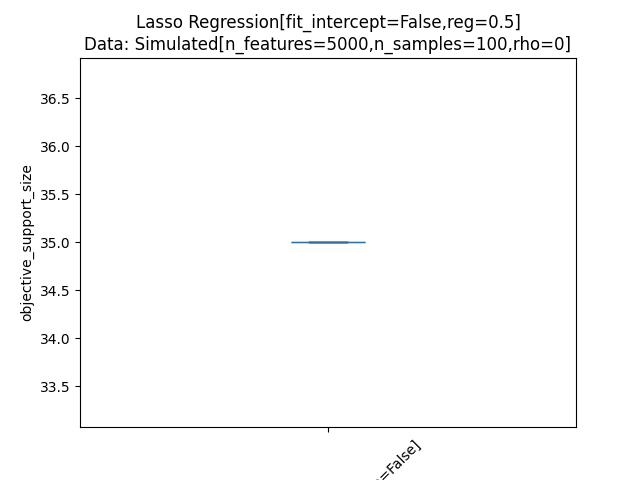 Lasso Regression[fit_intercept=False,reg=0.5]
Data: Simulated[n_features=5000,n_samples=100,rho=0]
objective_support_size
36.5
36.0
35.5
35.0
34.5
34.0
33.5
=False]